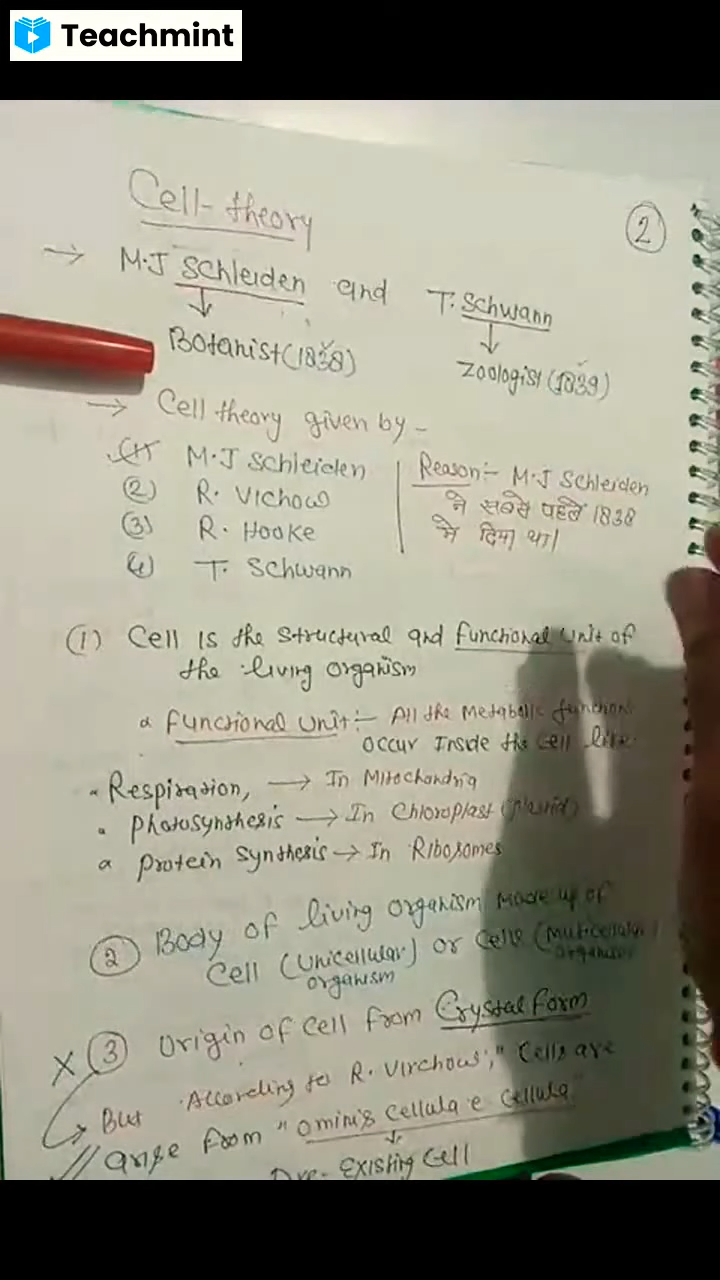 Teachmint
Cell-theory
2
→ M.J Schleiden and T. Schwann
Botanist (1838) Zoologist (1839)
→ Cell theory given by -
(1) M.J Schleiden
(2) R. Vichow
(3) R. Hooke
(4) T. Schwann
Reason:- M.J Schleiden
ने सबसे पहले 1838
मे दिया था।
(1) Cell is the structural and functional unit of
the living organism
Functional unit:- All the Metabolic functions
occur Inside the cell like
Respiration, → In Mitochondria
Photosynthesis → In Chloroplast (Plastid)
Protein synthesis → In Ribosomes
2 Body of living organism made up of
Cell (Unicellular organism) or Cells (Multicellular organism)
X 3 Origin of cell from Crystal form
But According to R. Virchow, "Cells are
arise from "Ominis cellula e cellula"
Pre-Existing Cell